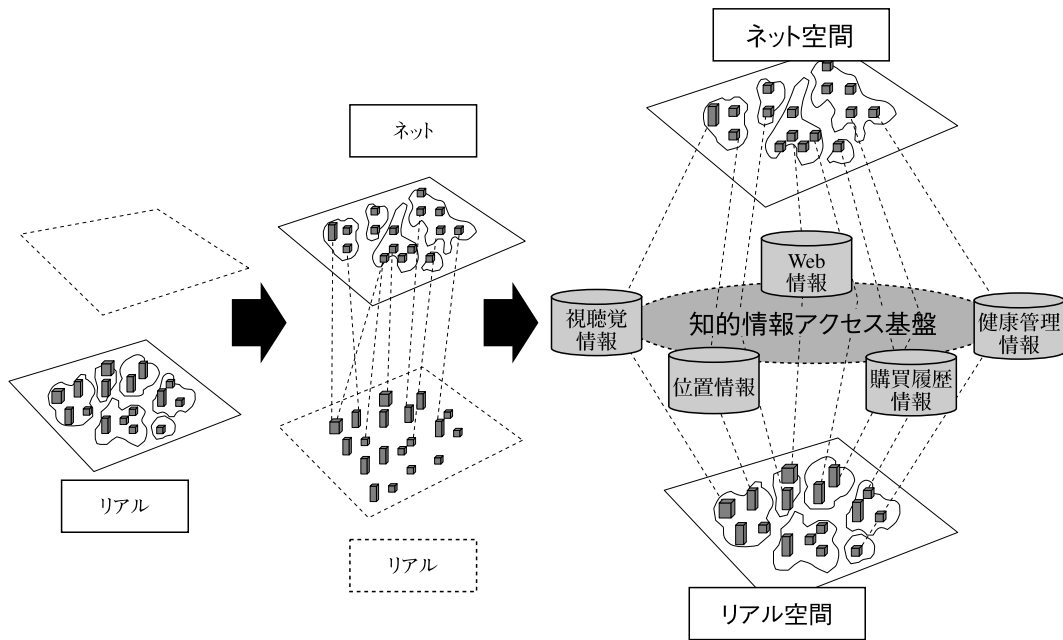 リアル
ネット
リアル
ネット空間
Web
情報
視聴覚
情報
知的情報アクセス基盤
健康管理
情報
位置情報
購買履歴
情報
リアル空間